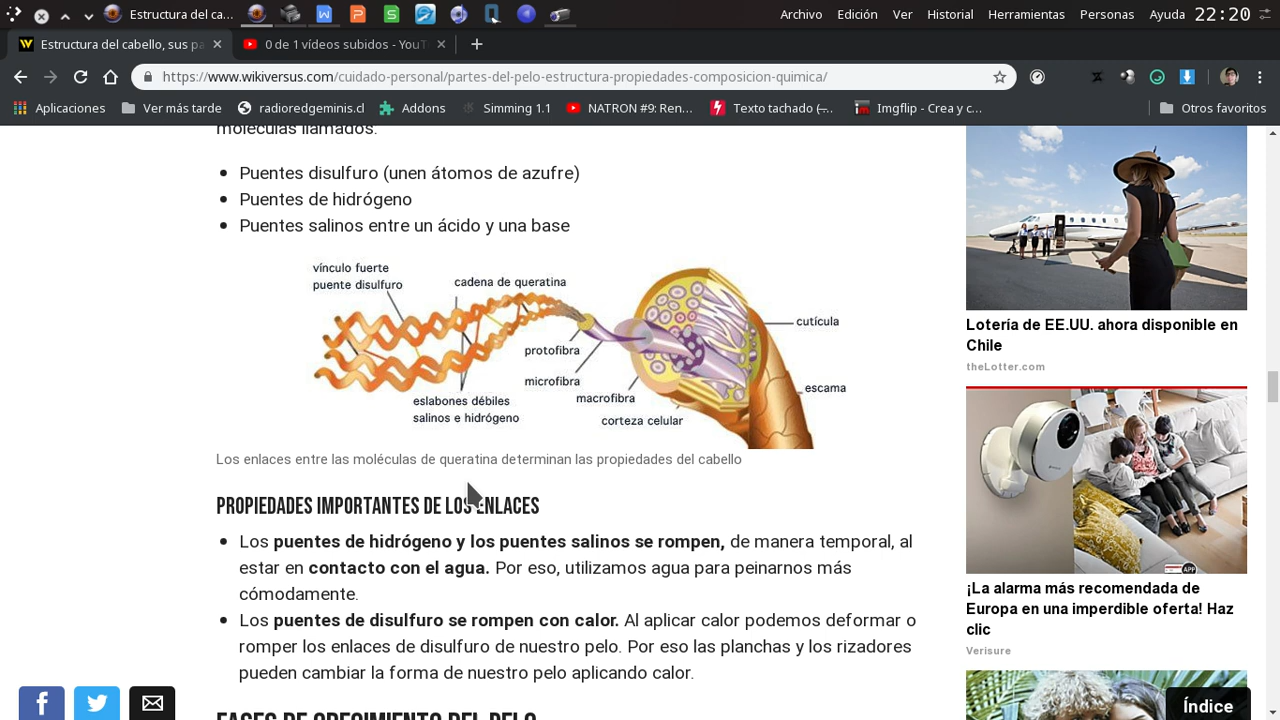 Estructura del ca…
Archivo Edición Ver Historial Herramientas Personas Ayuda 22:20
Estructura del cabello, sus pa
0 de 1 vídeos subidos - YouT
https://www.wikiversus.com/cuidado-personal/partes-del-pelo-estructura-propiedades-composicion-quimica/
Aplicaciones Ver más tarde radioredgeminis.cl Addons Simming 1.1 NATRON #9: Ren… Texto tachado (̶… Imgflip - Crea y c… Otros favoritos
moléculas llamados:
Puentes disulfuro (unen átomos de azufre)
Puentes de hidrógeno
Puentes salinos entre un ácido y una base
vínculo fuerte
puente disulfuro
cadena de queratina
cutícula
protofibra
microfibra
escama
macrofibra
eslabones débiles
salinos e hidrógeno
corteza celular
Los enlaces entre las moléculas de queratina determinan las propiedades del cabello
PROPIEDADES IMPORTANTES DE LOS ENLACES
Los puentes de hidrógeno y los puentes salinos se rompen, de manera temporal, al
estar en contacto con el agua. Por eso, utilizamos agua para peinarnos más
cómodamente.
Los puentes de disulfuro se rompen con calor. Al aplicar calor podemos deformar o
romper los enlaces de disulfuro de nuestro pelo. Por eso las planchas y los rizadores
pueden cambiar la forma de nuestro pelo aplicando calor.
FASES DE CRECIMIENTO DEL PELO
Lotería de EE.UU. ahora disponible en
Chile
theLotter.com
APP
¡La alarma más recomendada de
Europa en una imperdible oferta! Haz
clic
Verisure
Índice